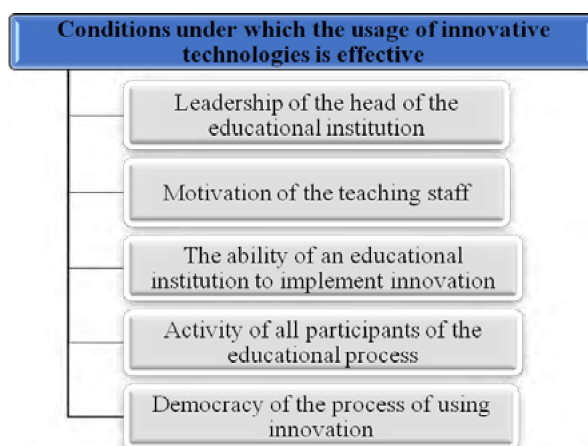 Conditions under which the usage of innovative
technologies is effective
Leadership of the head of the
educational institution
Motivation of the teaching staff
The ability of an educational
institution to implement innovation
Activity of all participants of the
educational process
Democracy of the process of using
innovation